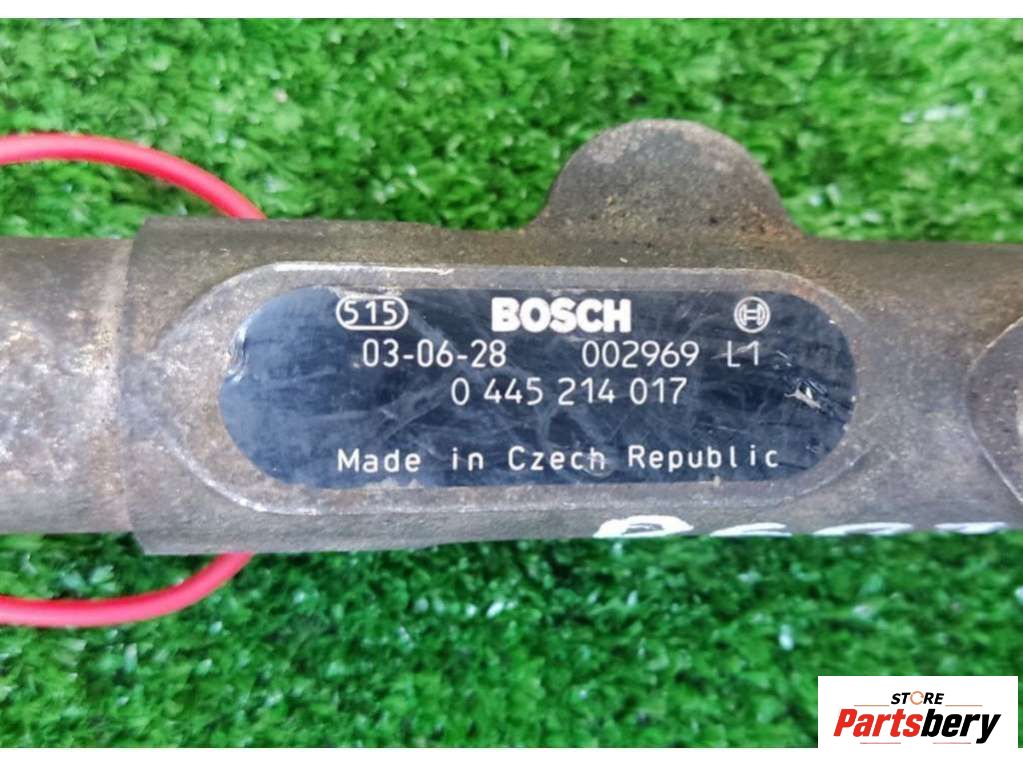 515 BOSCH
03-06-28 002969 L1
0 445 214 017
Made in Czech Republic
STORE
Partsbery